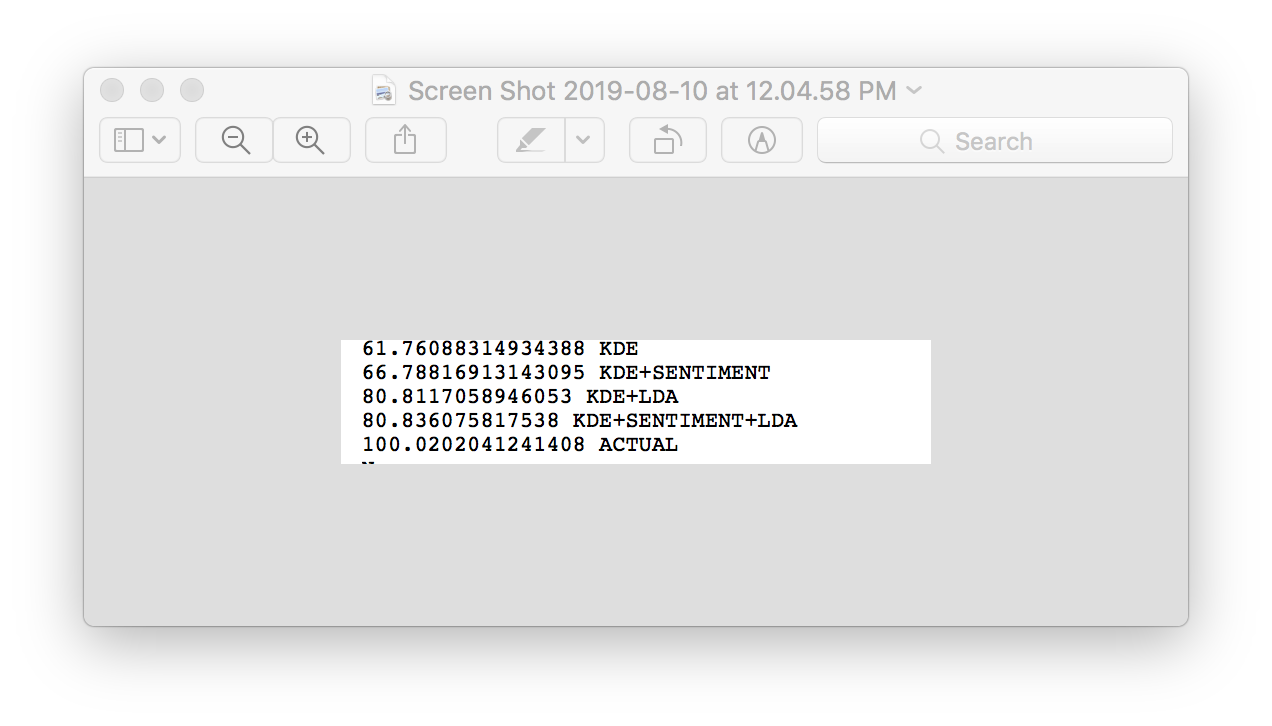 Screen Shot 2019-08-10 at 12.04.58 PM
Search
61.76088314934388 KDE
66.78816913143095 KDE+SENTIMENT
80.8117058946053 KDE+LDA
80.836075817538 KDE+SENTIMENT+LDA
100.0202041241408 ACTUAL